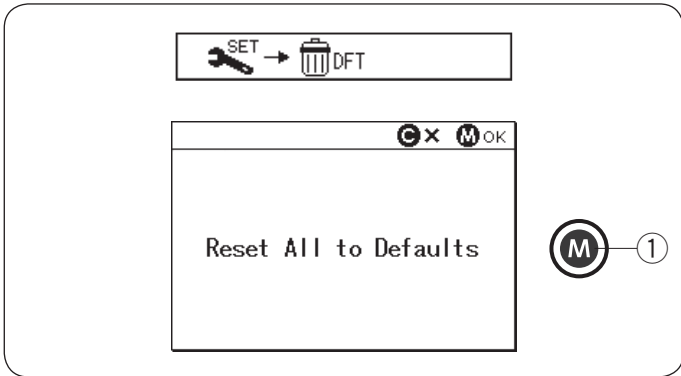 SET → DFT
C × M OK
Reset All to Defaults
M 1